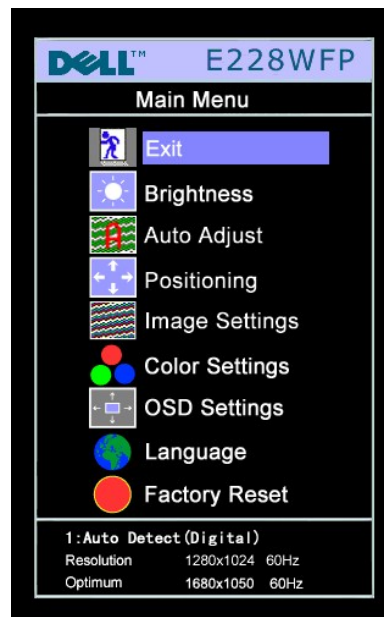 DELL™ E228WFP
Main Menu
Exit
Brightness
Auto Adjust
Positioning
Image Settings
Color Settings
OSD Settings
Language
Factory Reset
1:Auto Detect(Digital)
Resolution 1280x1024 60Hz
Optimum 1680x1050 60Hz